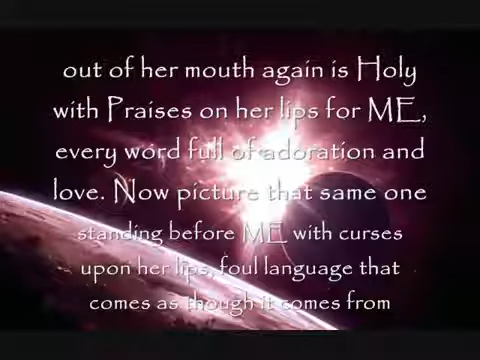 out of her mouth again is Holy
with Praises on her lips for ME,
every word full of adoration and
love. Now picture that same one
standing before ME with curses
upon her lips, foul language that
comes as though it comes from